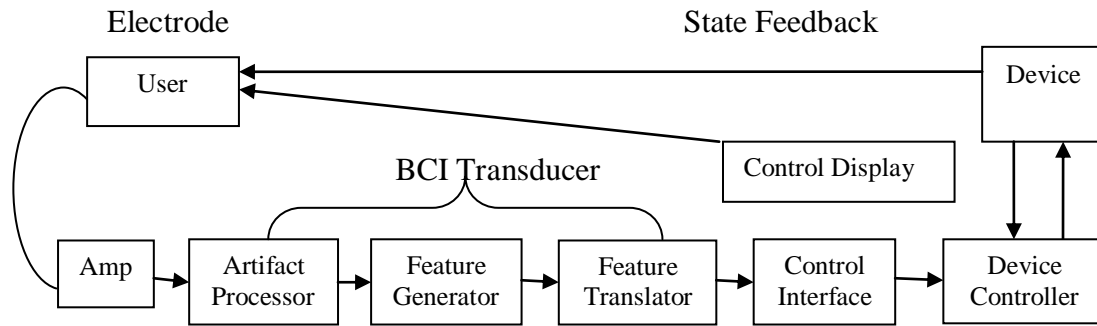 Electrode
State Feedback
User
Device
Control Display
BCI Transducer
Amp
Artifact
Processor
Feature
Generator
Feature
Translator
Control
Interface
Device
Controller